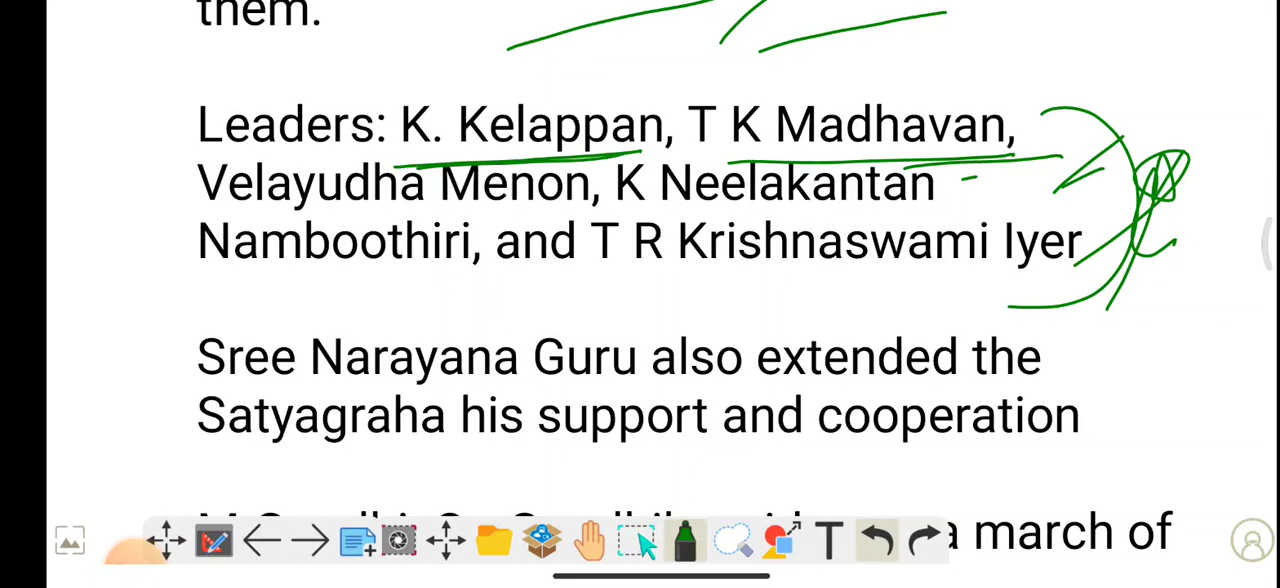 them.
Leaders: K. Kelappan, T K Madhavan,
Velayudha Menon, K Neelakantan
Namboothiri, and T R Krishnaswami Iyer
Sree Narayana Guru also extended the
Satyagraha his support and cooperation
a march of
T